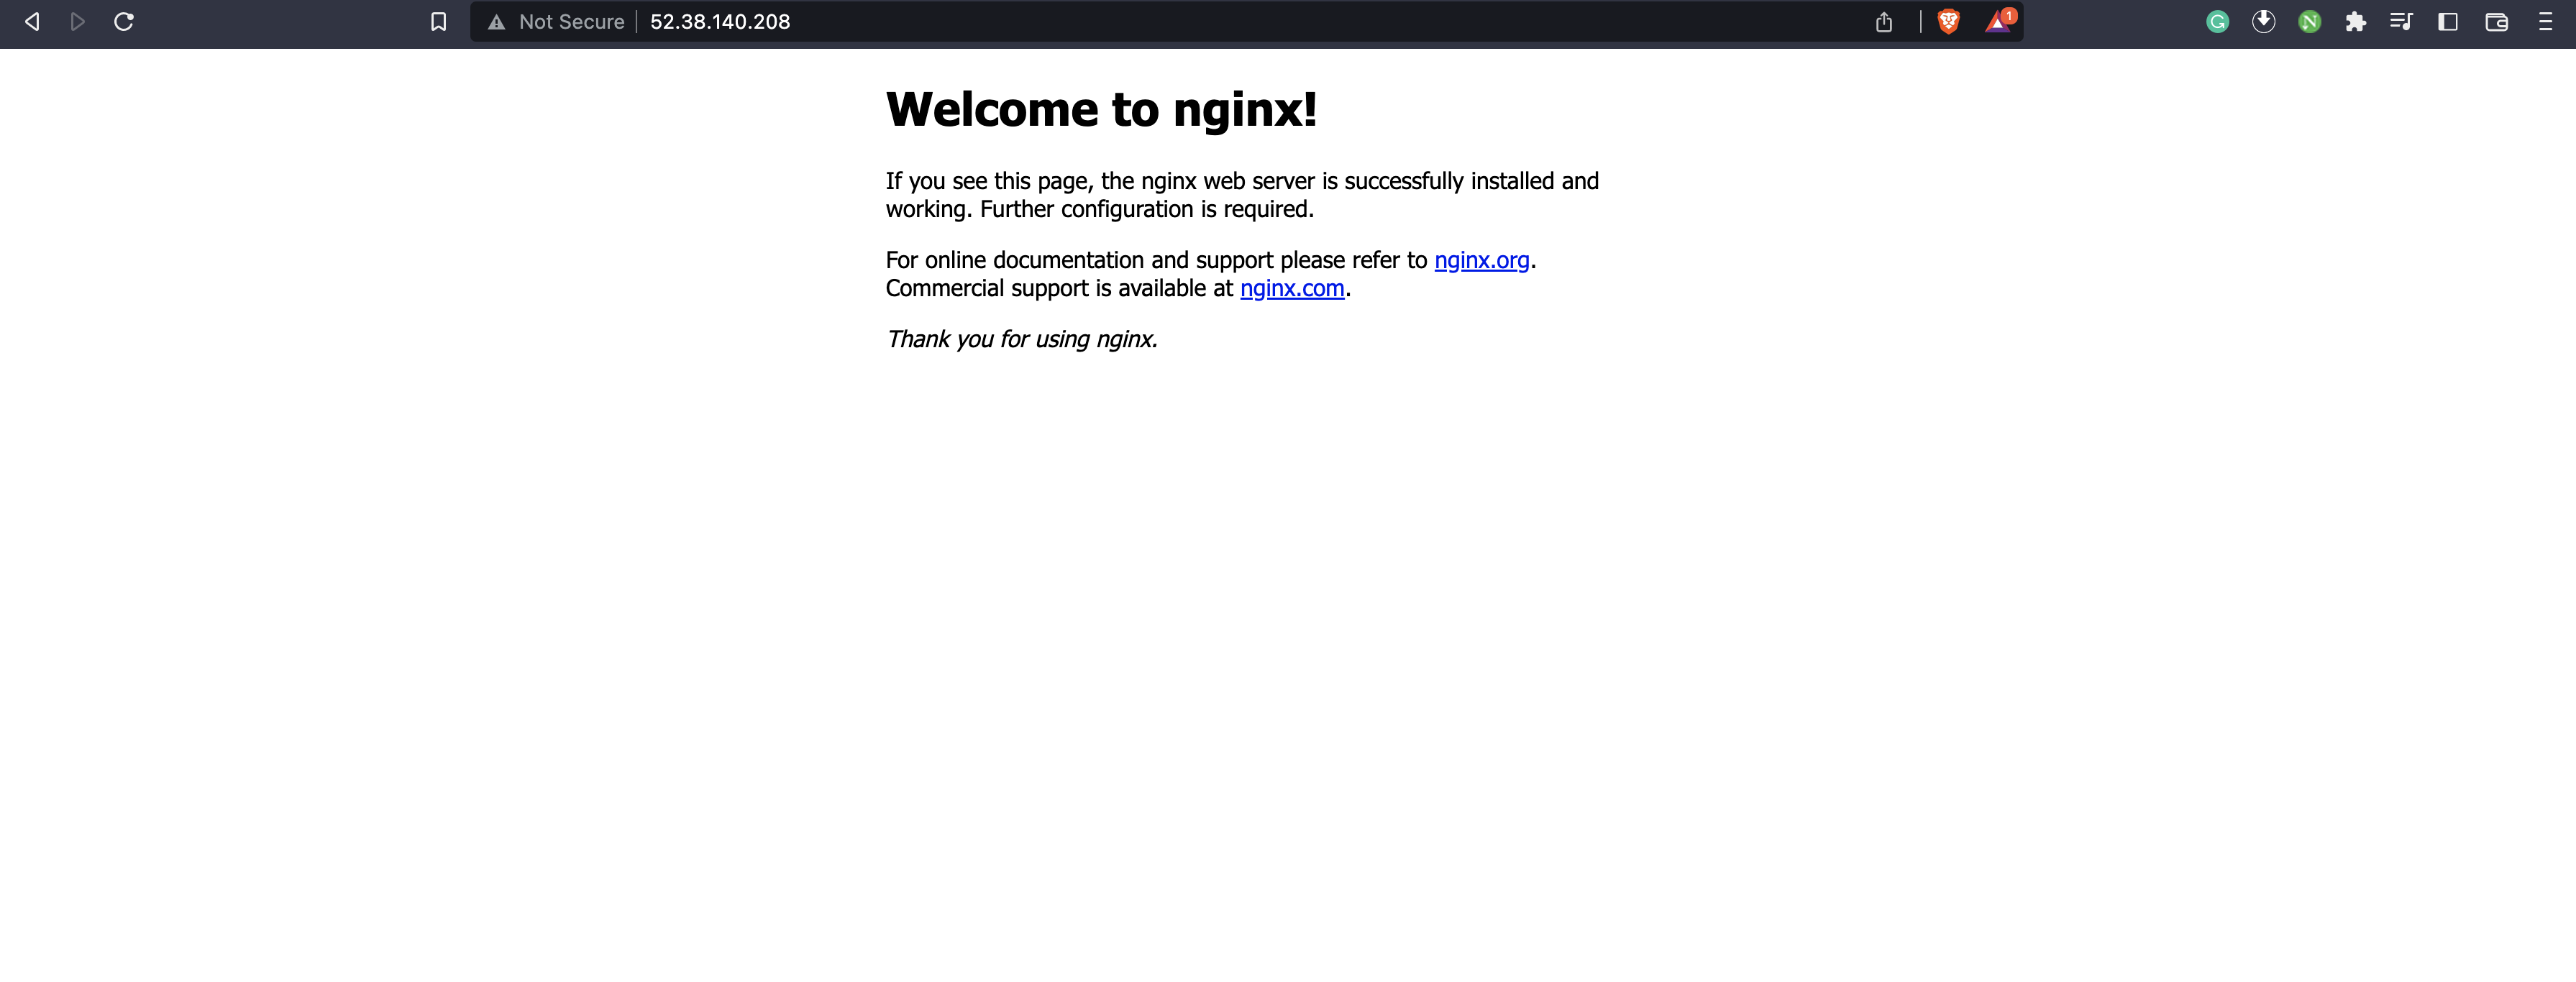 Not Secure 52.38.140.208
1
Welcome to nginx!
If you see this page, the nginx web server is successfully installed and
working. Further configuration is required.
For online documentation and support please refer to nginx.org.
Commercial support is available at nginx.com.
Thank you for using nginx.